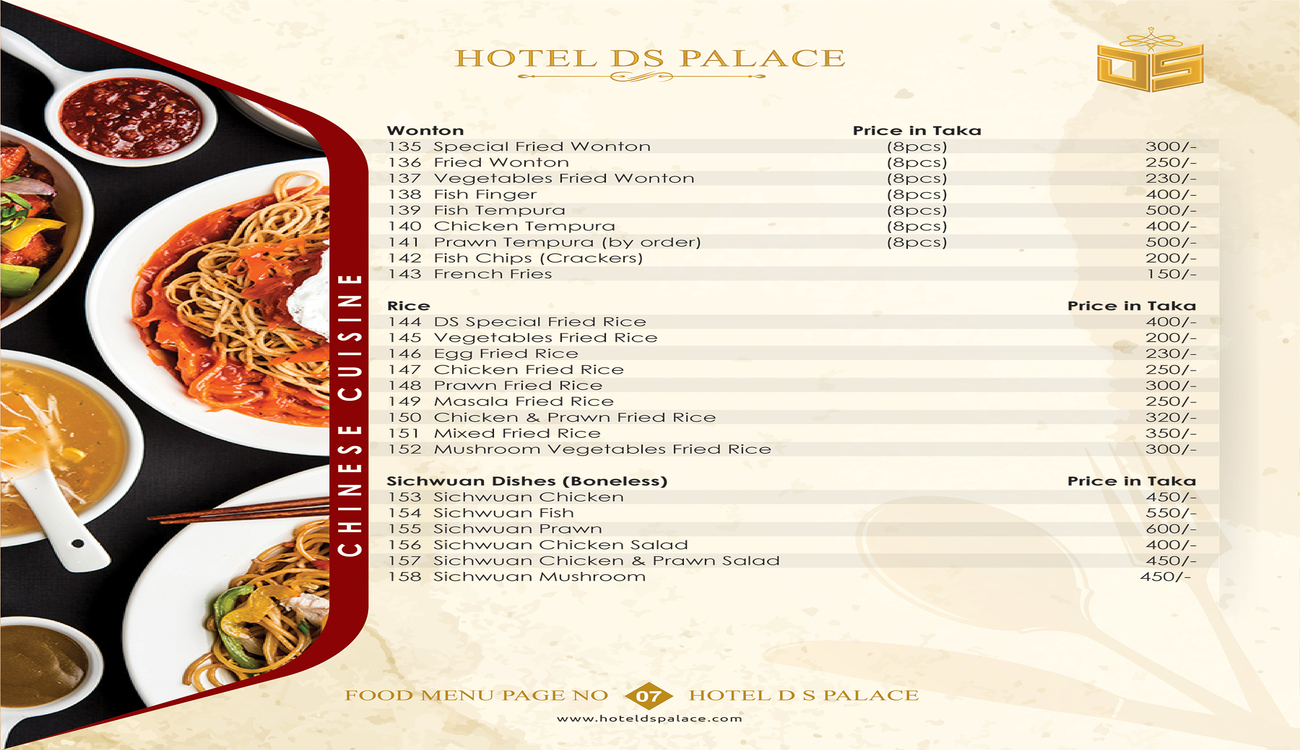 HOTEL DS PALACE
DS
Wonton Price in Taka
135 Special Fried Wonton (8pcs) 300/-
136 Fried Wonton (8pcs) 250/-
137 Vegetables Fried Wonton (8pcs) 230/-
138 Fish Finger (8pcs) 400/-
139 Fish Tempura (8pcs) 500/-
140 Chicken Tempura (8pcs) 400/-
141 Prawn Tempura (by order) (8pcs) 500/-
142 Fish Chips (Crackers) 200/-
143 French Fries 150/-
Rice Price in Taka
144 DS Special Fried Rice 400/-
145 Vegetables Fried Rice 200/-
146 Egg Fried Rice 230/-
147 Chicken Fried Rice 250/-
148 Prawn Fried Rice 300/-
149 Masala Fried Rice 250/-
150 Chicken & Prawn Fried Rice 320/-
151 Mixed Fried Rice 350/-
152 Mushroom Vegetables Fried Rice 300/-
Sichwuan Dishes (Boneless) Price in Taka
153 Sichwuan Chicken 450/-
154 Sichwuan Fish 550/-
155 Sichwuan Prawn 600/-
156 Sichwuan Chicken Salad 400/-
157 Sichwuan Chicken & Prawn Salad 450/-
158 Sichwuan Mushroom 450/-
CHINESE CUISINE
FOOD MENU PAGE NO 07 HOTEL D S PALACE
www.hoteldspalace.com